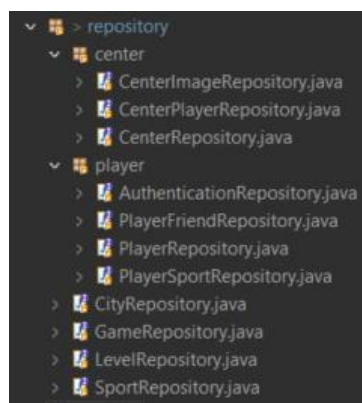 > repository
center
CenterImageRepository.java
CenterPlayerRepository.java
CenterRepository.java
player
AuthenticationRepository.java
PlayerFriendRepository.java
PlayerRepository.java
PlayerSportRepository.java
CityRepository.java
GameRepository.java
LevelRepository.java
SportRepository.java